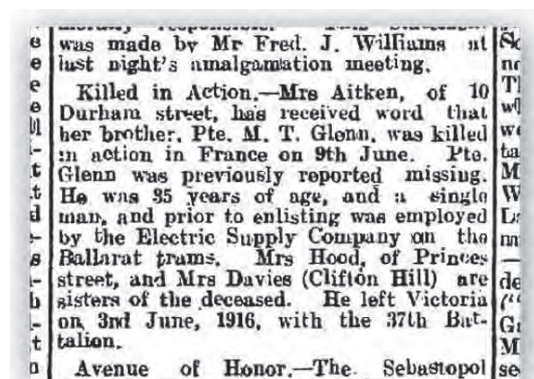 was made by Mr Fred. J. Williams at
last night's amalgamation meeting.
Killed in Action.—Mrs Aitken, of 10
Durham street, has received word that
her brother, Pte. M. T. Glenn, was killed
in action in France on 9th June. Pte.
Glenn was previously reported missing.
He was 35 years of age, and a single
man, and prior to enlisting was employed
by the Electric Supply Company on the
Ballarat trams. Mrs Hood, of Princes
street, and Mrs Davies (Clifton Hill) are
sisters of the deceased. He left Victoria
on 3rd June, 1916, with the 37th Bat-
talion.
Avenue of Honor.—The Sebastopol